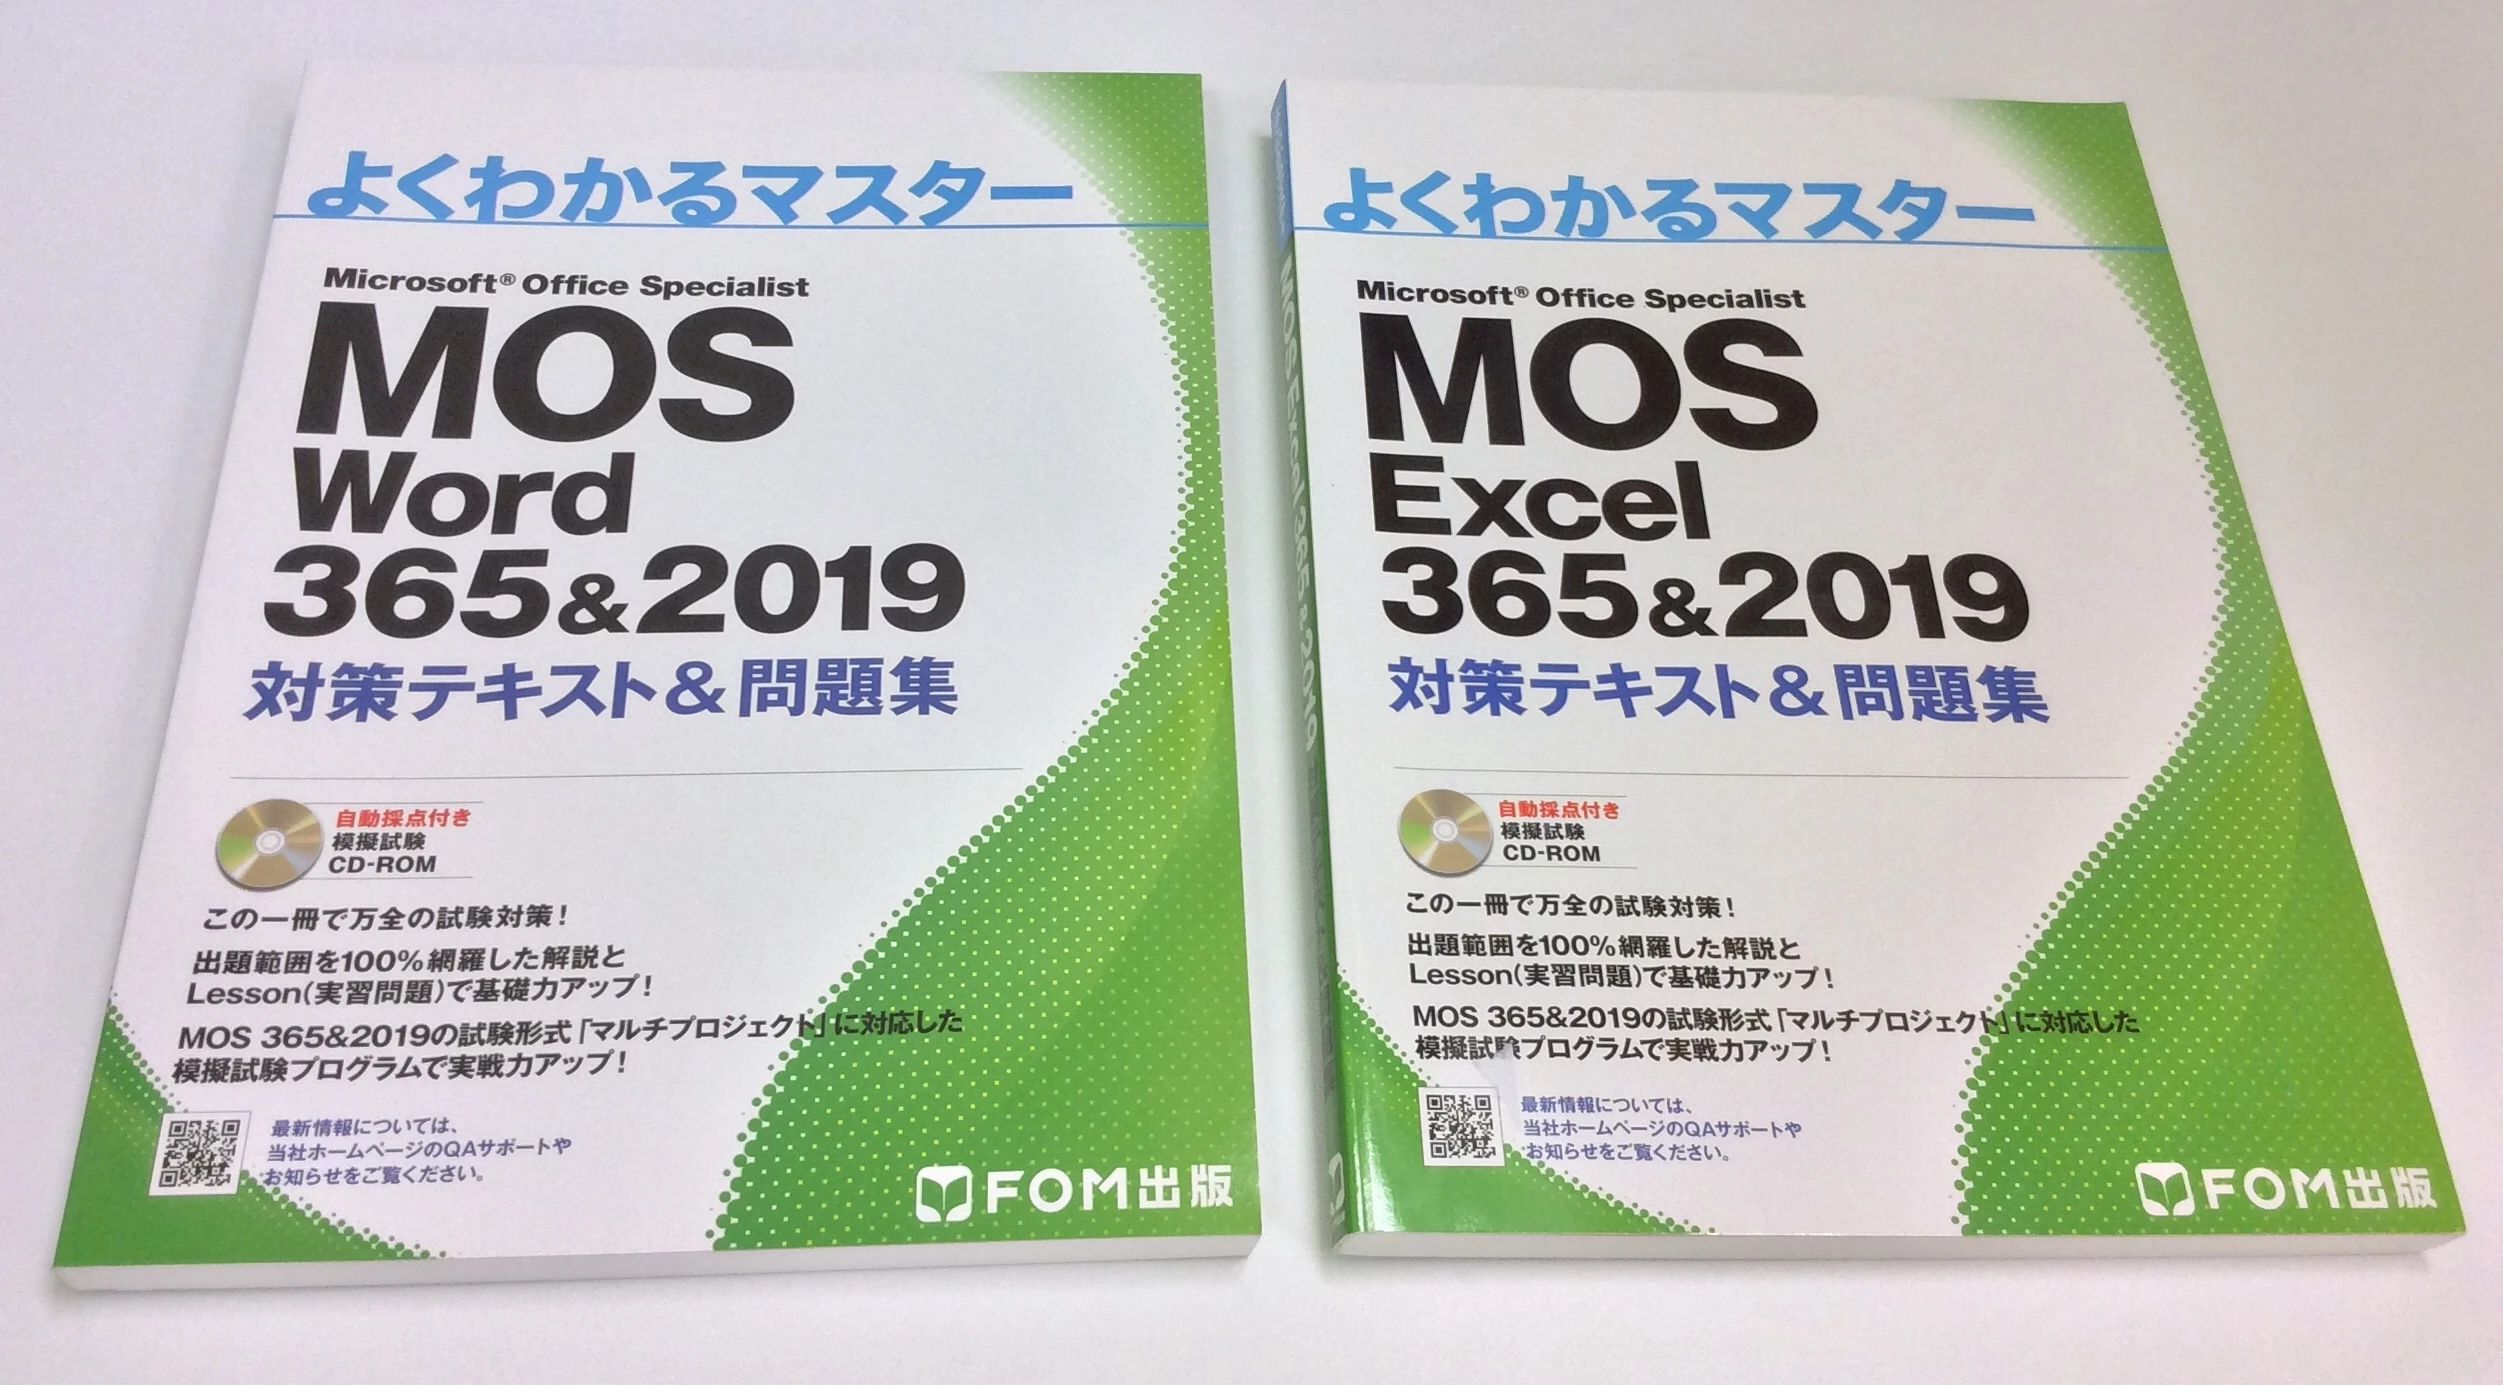 よくわかるマスター
Microsoft® Office Specialist
MOS
Word
365&2019
対策テキスト&問題集
自動採点付き
模擬試験
CD-ROM
この一冊で万全の試験対策!
出題範囲を100%網羅した解説と
Lesson(実習問題)で基礎力アップ!
MOS 365&2019の試験形式「マルチプロジェクト」に対応した
模擬試験プログラムで実戦力アップ!
最新情報については、
当社ホームページのQAサポートや
お知らせをご覧ください。
FOM出版
MOS Excel 365&2019
よくわかるマスター
Microsoft® Office Specialist
MOS
Excel
365&2019
対策テキスト&問題集
自動採点付き
模擬試験
CD-ROM
この一冊で万全の試験対策!
出題範囲を100%網羅した解説と
Lesson(実習問題)で基礎力アップ!
MOS 365&2019の試験形式「マルチプロジェクト」に対応した
模擬試験プログラムで実戦力アップ!
最新情報については、
当社ホームページのQAサポートや
お知らせをご覧ください。
FOM出版